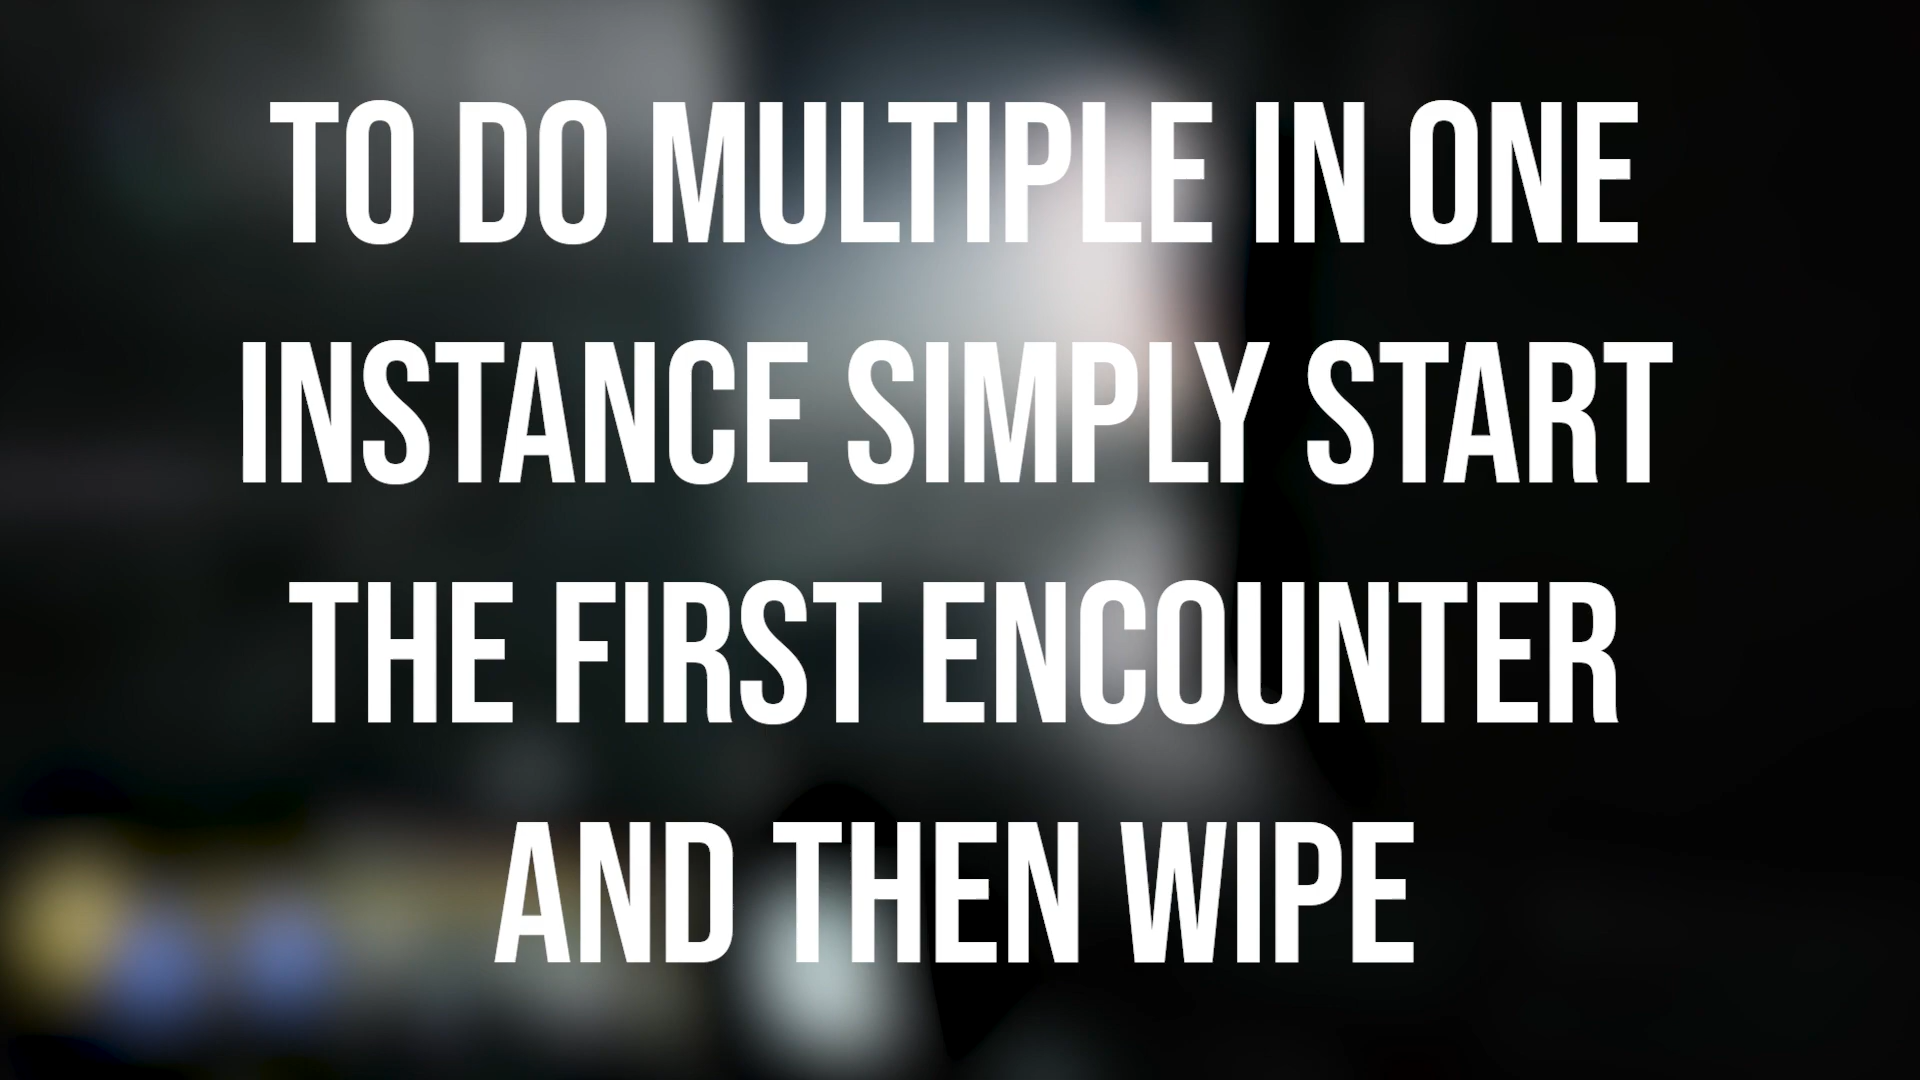 TO DO MULTIPLE IN ONE
INSTANCE SIMPLY START
THE FIRST ENCOUNTER
AND THEN WIPE